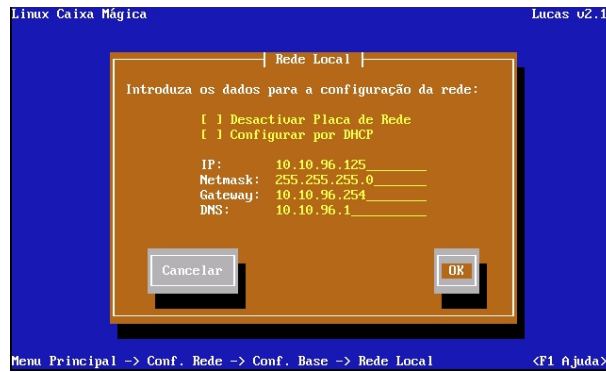 Linux Caixa Mágica Lucas v2.1
Rede Local
Introduza os dados para a configuração da rede:
[ ] Desactivar Placa de Rede
[ ] Configurar por DHCP
IP: 10.10.96.125
Netmask: 255.255.255.0
Gateway: 10.10.96.254
DNS: 10.10.96.1
Cancelar OK
Menu Principal -> Conf. Rede -> Conf. Base -> Rede Local <F1 Ajuda>